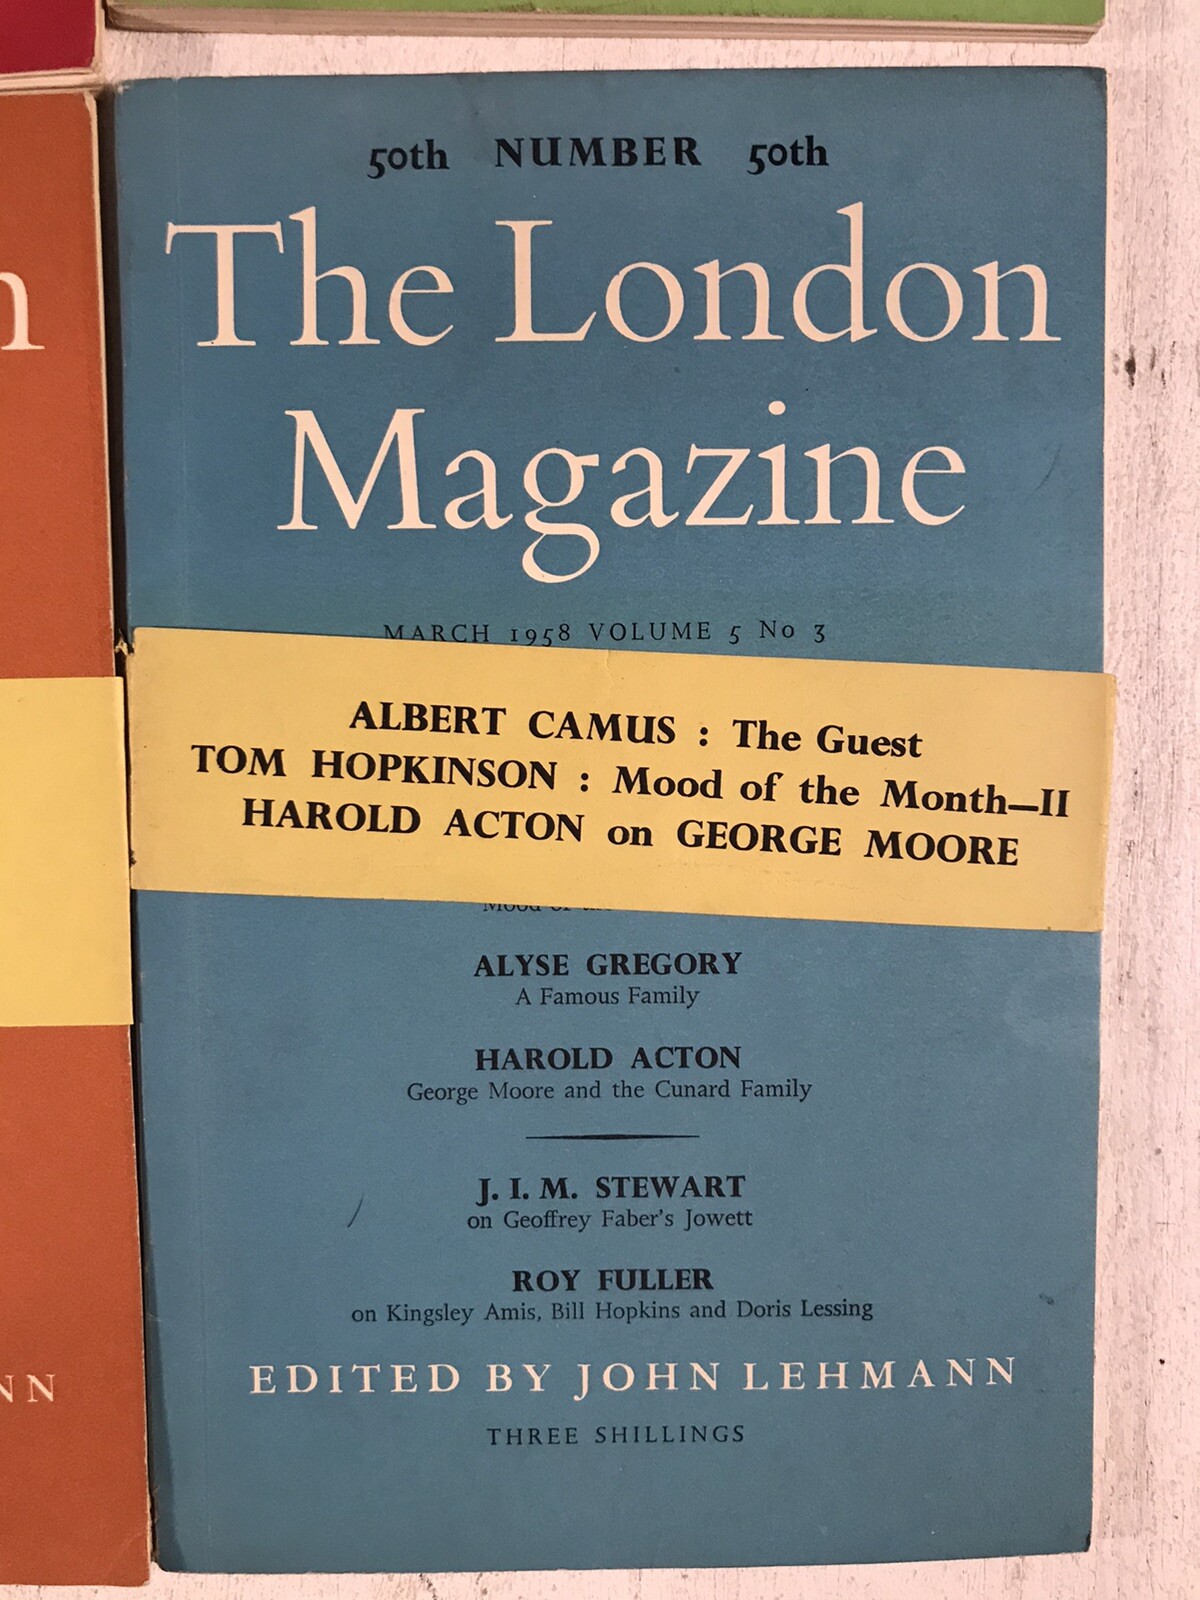 50th NUMBER 50th
The London
Magazine
MARCH 1958 VOLUME 5 No 3
ALBERT CAMUS : The Guest
TOM HOPKINSON : Mood of the Month—II
HAROLD ACTON on GEORGE MOORE
Mood of
ALYSE GREGORY
A Famous Family
HAROLD ACTON
George Moore and the Cunard Family
J. I. M. STEWART
on Geoffrey Faber's Jowett
ROY FULLER
on Kingsley Amis, Bill Hopkins and Doris Lessing
EDITED BY JOHN LEHMANN
THREE SHILLINGS
n
NN